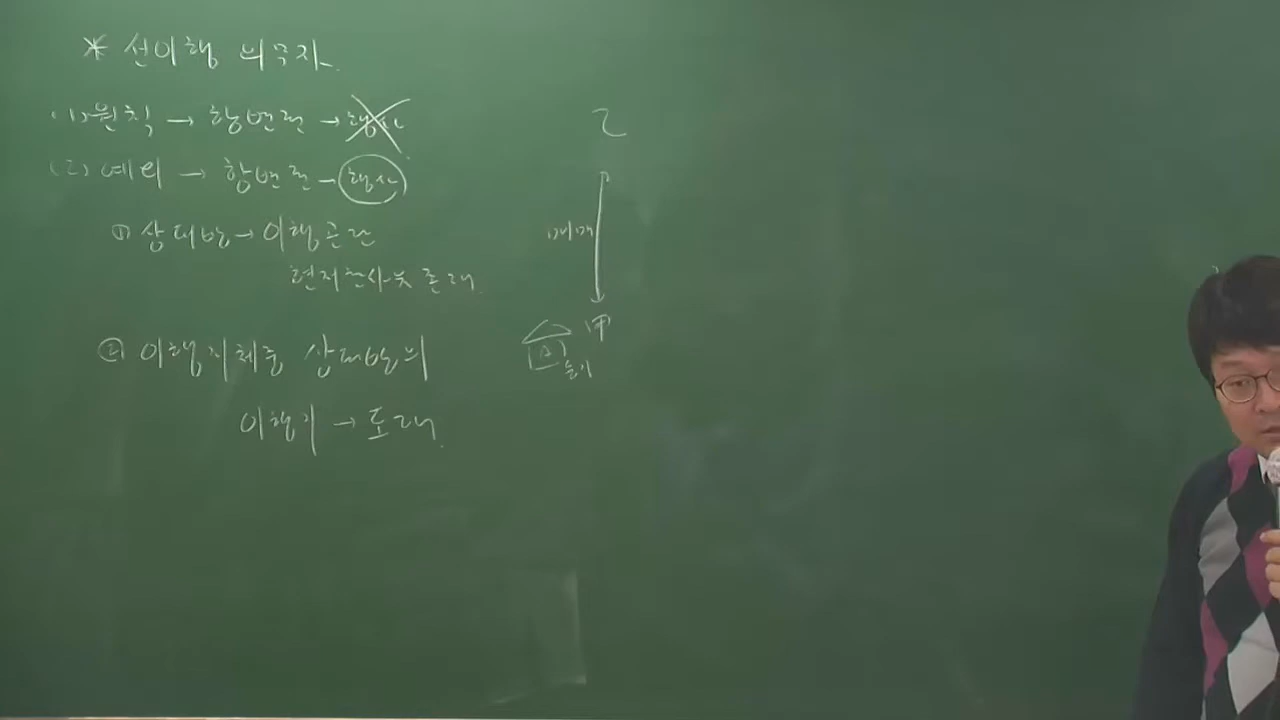 * 선이행 의무자.
(1) 원칙 → 항변권 → 행사
(2) 예외 → 항변권 → 행사
① 상대방 → 이행곤란
현저한사유 존재.
② 이행지체중 상대방의
이행기 → 도래.
乙
매매
甲